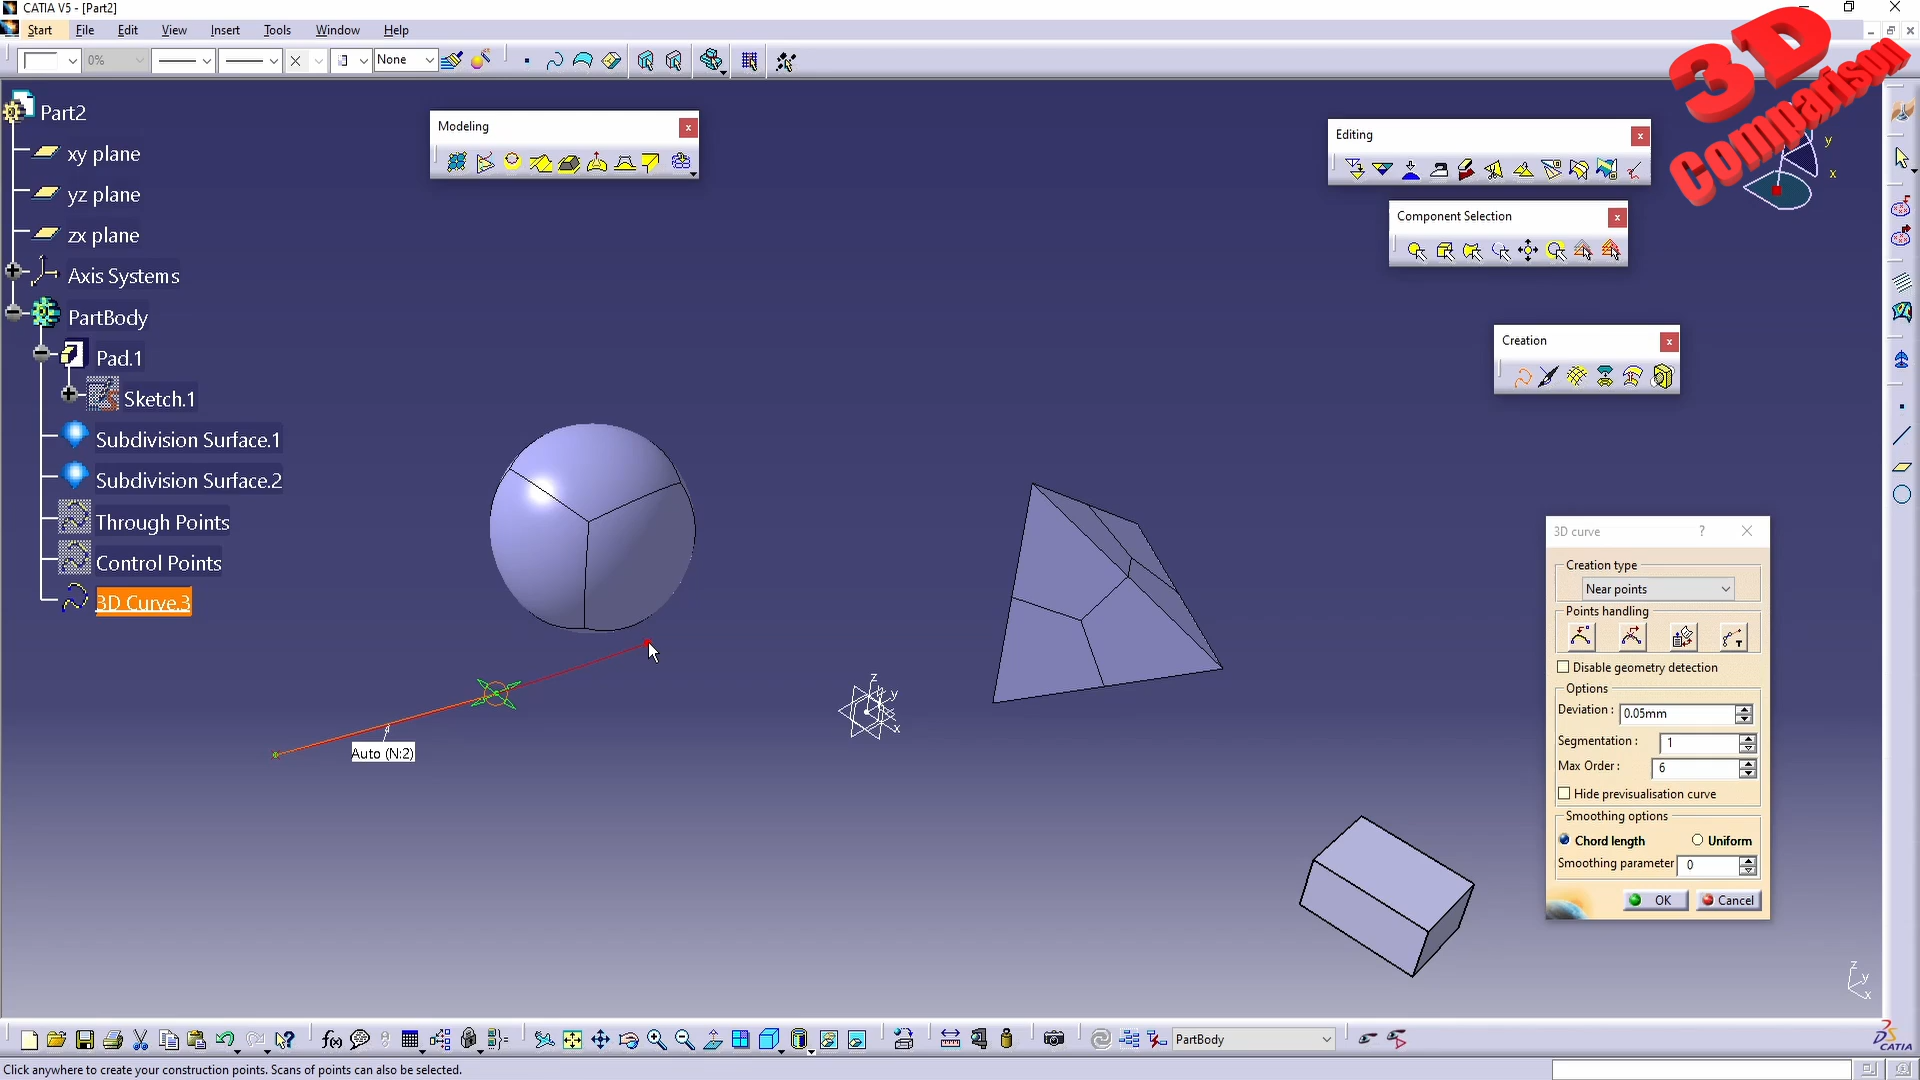 CATIA V5 - [Part2]
Start File Edit View Insert Tools Window Help
0% None
3D
Comparison
Part2
xy plane
yz plane
zx plane
Axis Systems
PartBody
Pad.1
Sketch.1
Subdivision Surface.1
Subdivision Surface.2
Through Points
Control Points
3D Curve.3
Modeling
Editing
y
x
Component Selection
Creation
Auto (N:2)
z
y
x
3D curve
Creation type
Near points
Points handling
Disable geometry detection
Options
Deviation : 0.05mm
Segmentation : 1
Max Order : 6
Hide previsualisation curve
Smoothing options
Chord length Uniform
Smoothing parameter 0
OK Cancel
z
y
x
PartBody
CATIA
Click anywhere to create your construction points. Scans of points can also be selected.